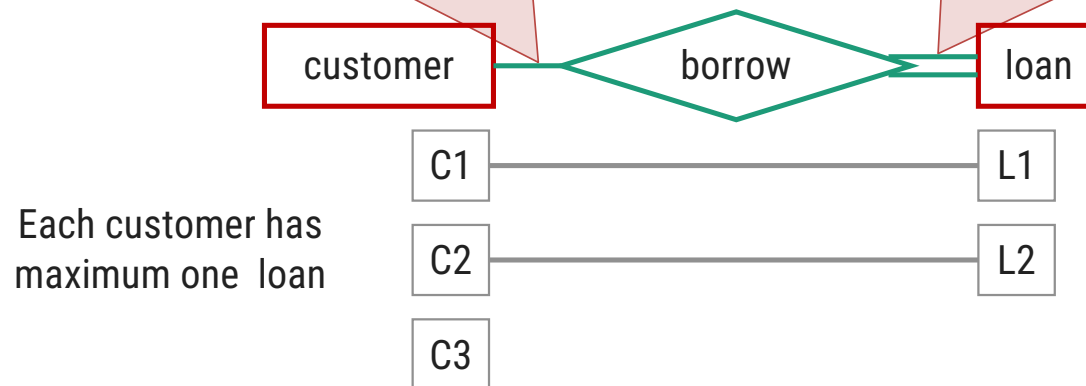 customer borrow loan
C1 L1
Each customer has
maximum one loan
C2 L2
C3